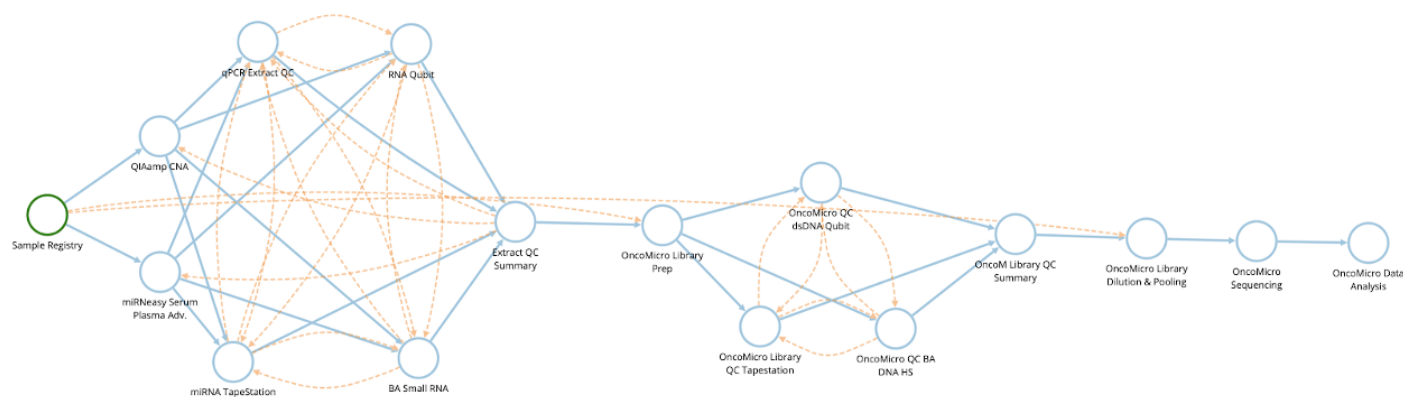 qPCR Extract QC
RNA Qubit
QIAamp CNA
Sample Registry
miRNeasy Serum
Plasma Adv.
miRNA TapeStation
BA Small RNA
Extract QC
Summary
OncoMicro Library
Prep
OncoMicro QC
dsDNA Qubit
OncoMicro Library
QC Tapestation
OncoMicro QC BA
DNA HS
OncoM Library QC
Summary
OncoMicro Library
Dilution & Pooling
OncoMicro
Sequencing
OncoMicro Data
Analysis